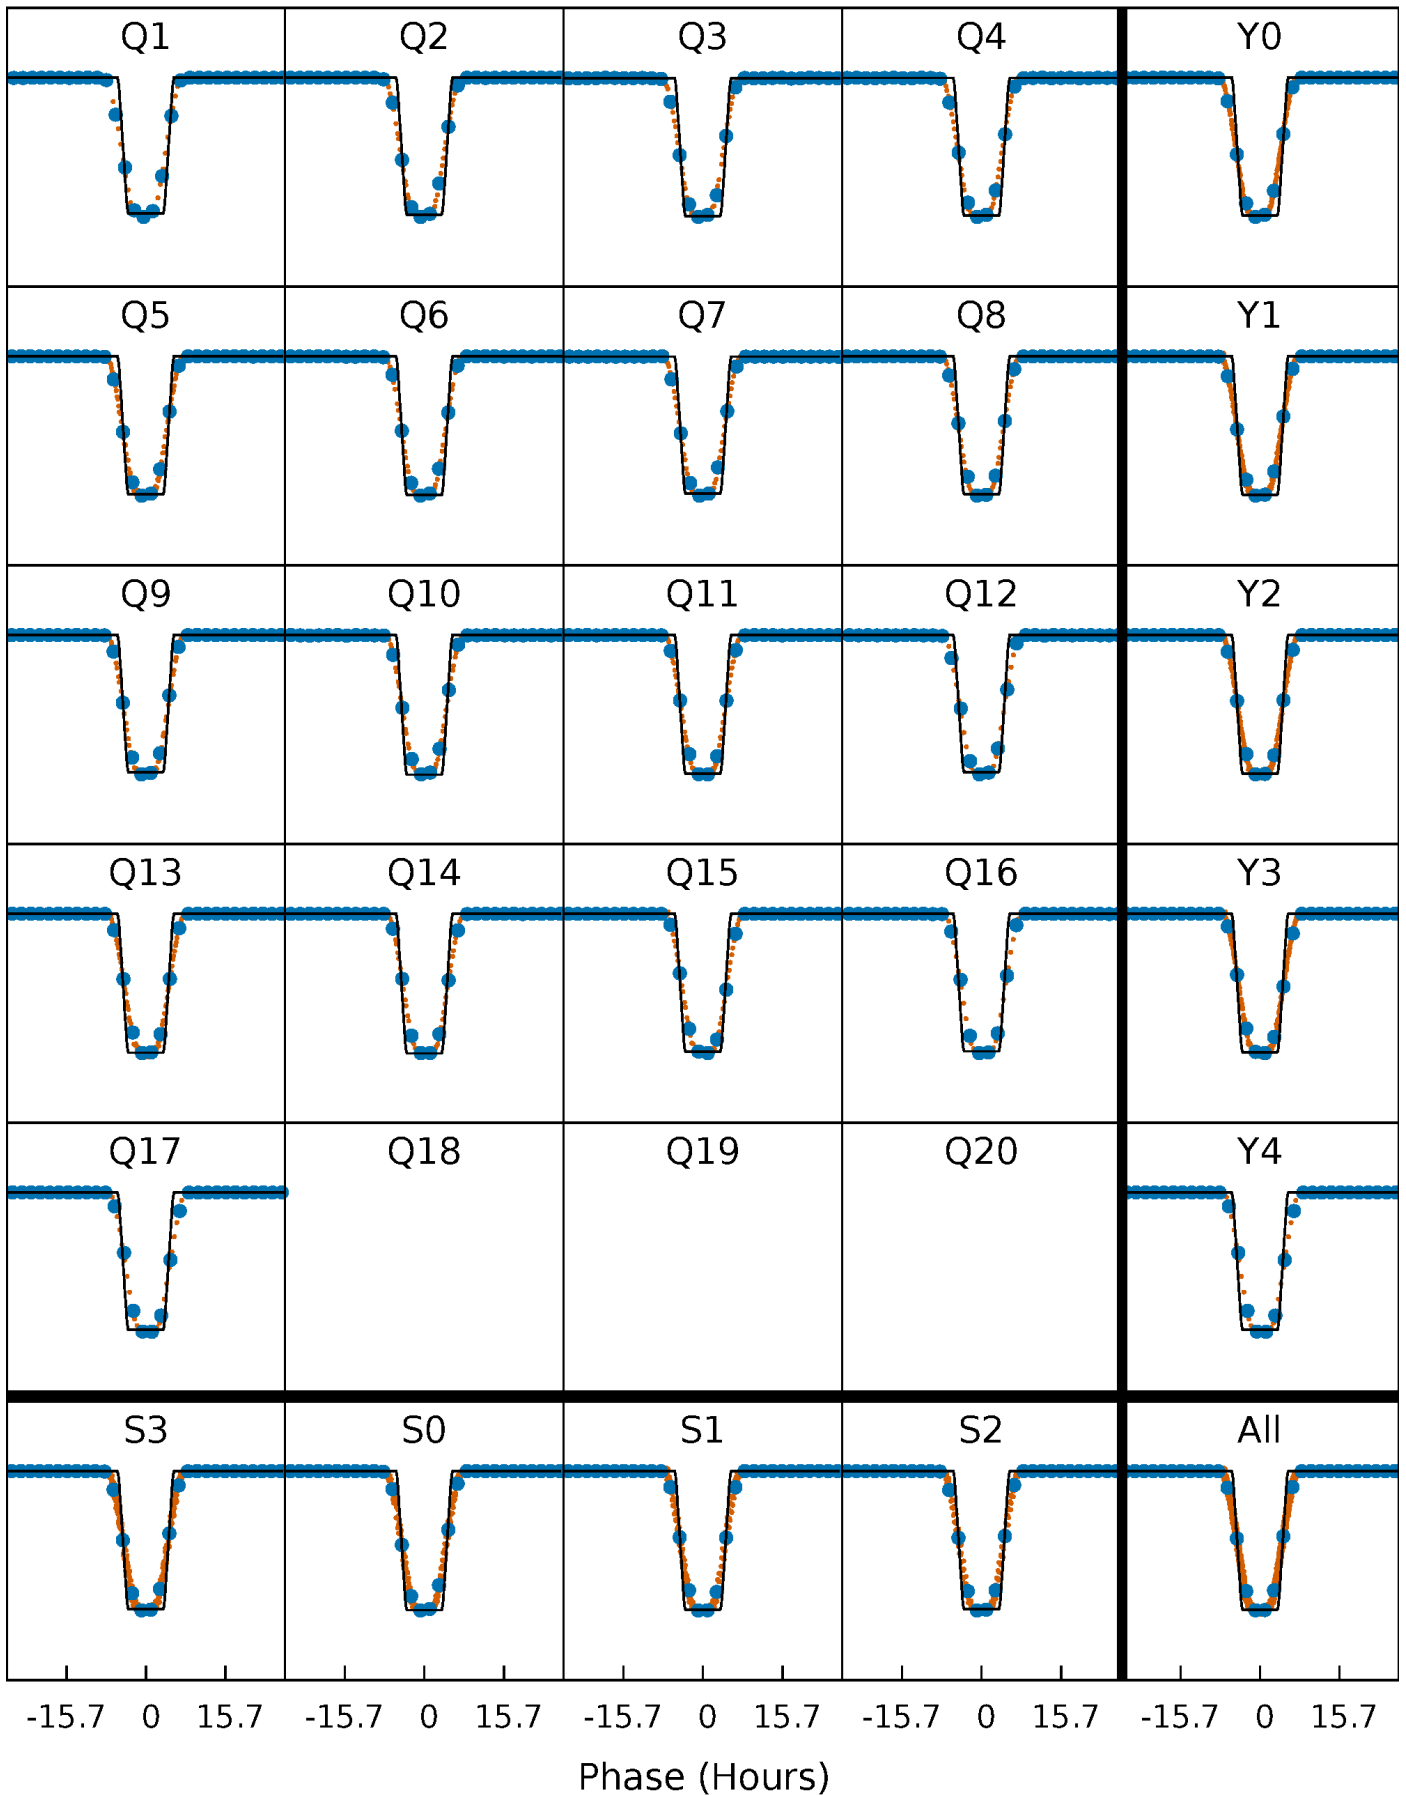 Q1 Q2 Q3 Q4 Y0
Q5 Q6 Q7 Q8 Y1
Q9 Q10 Q11 Q12 Y2
Q13 Q14 Q15 Q16 Y3
Q17 Q18 Q19 Q20 Y4
S3 S0 S1 S2 All
-15.7 0 15.7 -15.7 0 15.7 -15.7 0 15.7 -15.7 0 15.7 -15.7 0 15.7
Phase (Hours)